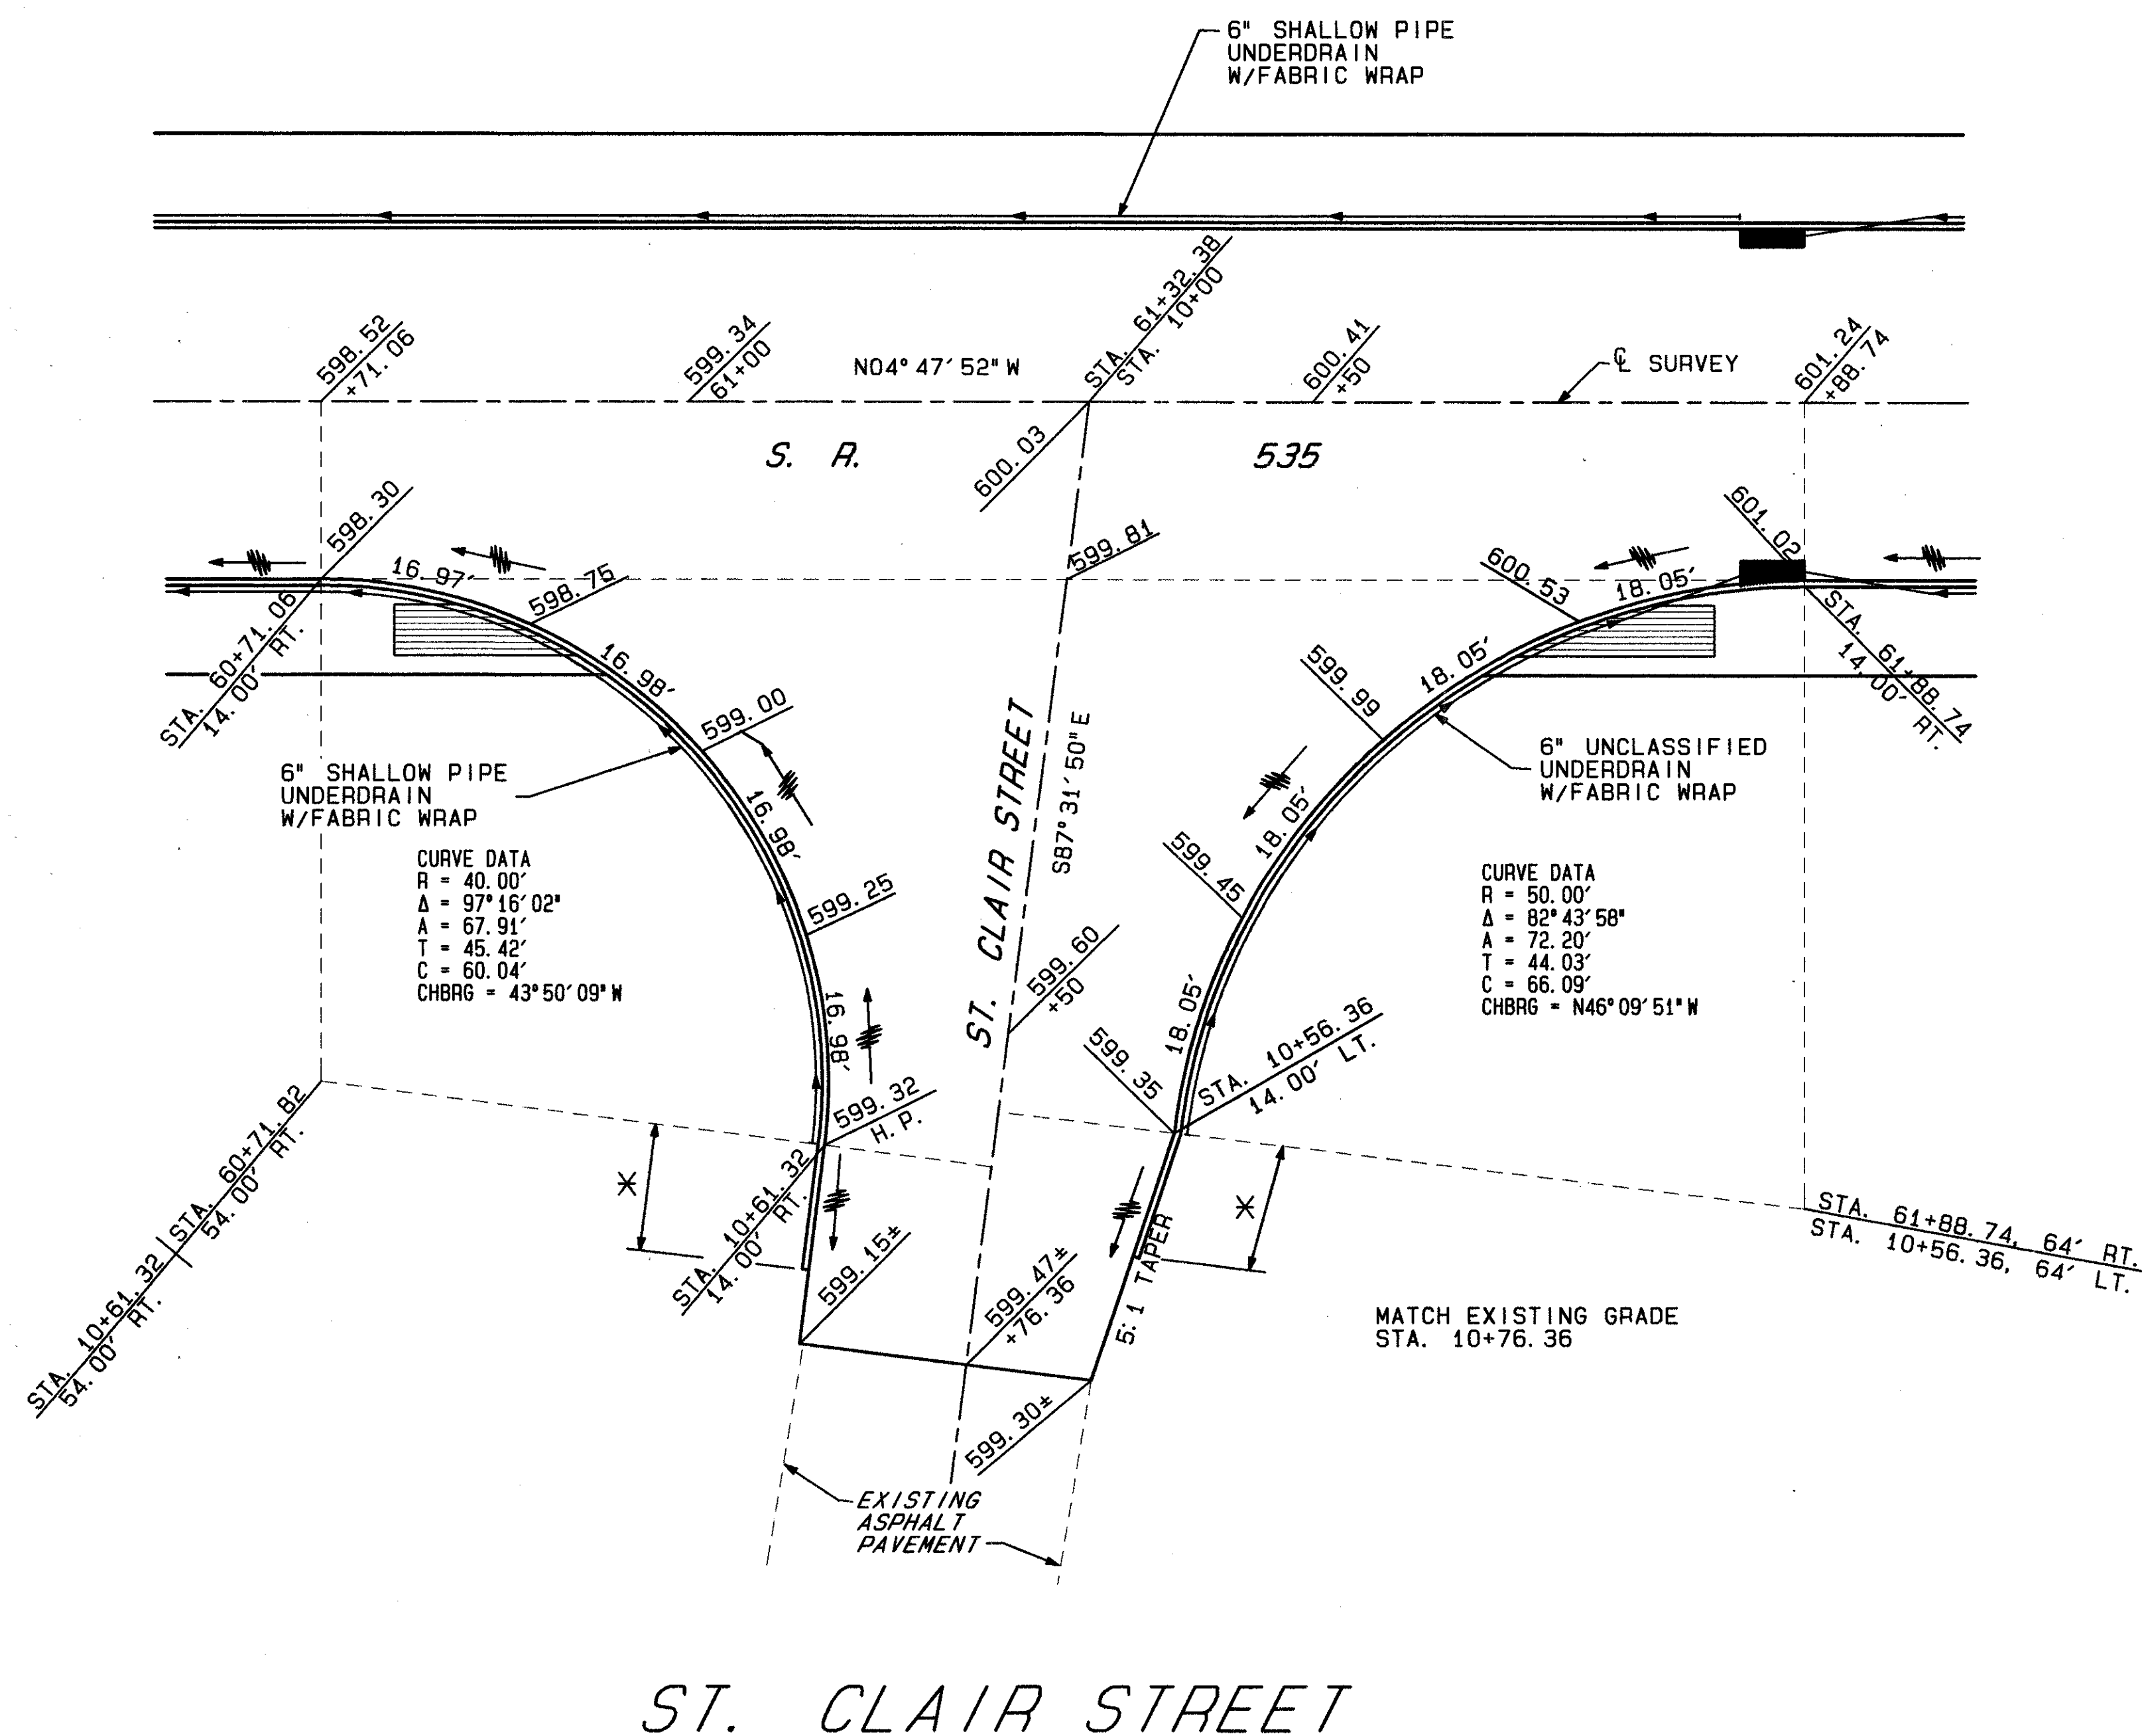 6" SHALLOW PIPE
UNDERDRAIN
W/FABRIC WRAP
598.52
+71.06
599.34
61+00
N04°47'52"W
STA. 61+32.38
STA. 10+00
600.41
+50
℄ SURVEY
601.24
+88.74
600.03
S. R. 535
598.30
16.97'
598.75
599.81
600.53
18.05'
601.02
STA. 60+71.06
14.00' RT.
16.98'
599.00
599.99
18.05'
STA. 61+88.74
14.00' RT.
6" SHALLOW PIPE
UNDERDRAIN
W/FABRIC WRAP
16.98'
ST. CLAIR STREET
S87°31'50"E
18.05'
6" UNCLASSIFIED
UNDERDRAIN
W/FABRIC WRAP
CURVE DATA
R = 40.00'
Δ = 97°16'02"
A = 67.91'
T = 45.42'
C = 60.04'
CHBRG = 43°50'09"W
599.25
599.45
CURVE DATA
R = 50.00'
Δ = 82°43'58"
A = 72.20'
T = 44.03'
C = 66.09'
CHBRG = N46°09'51"W
16.98'
599.60
+50
18.05'
599.35
STA. 10+56.36
14.00' LT.
599.32
H.P.
STA. 60+71.82
54.00' RT.
STA. 10+61.32
54.00' RT.
STA. 10+61.32
14.00' RT.
599.15±
599.47±
+76.36
5:1 TAPER
STA. 61+88.74, 64' RT.
STA. 10+56.36, 64' LT.
MATCH EXISTING GRADE
STA. 10+76.36
599.30±
EXISTING
ASPHALT
PAVEMENT
ST. CLAIR STREET